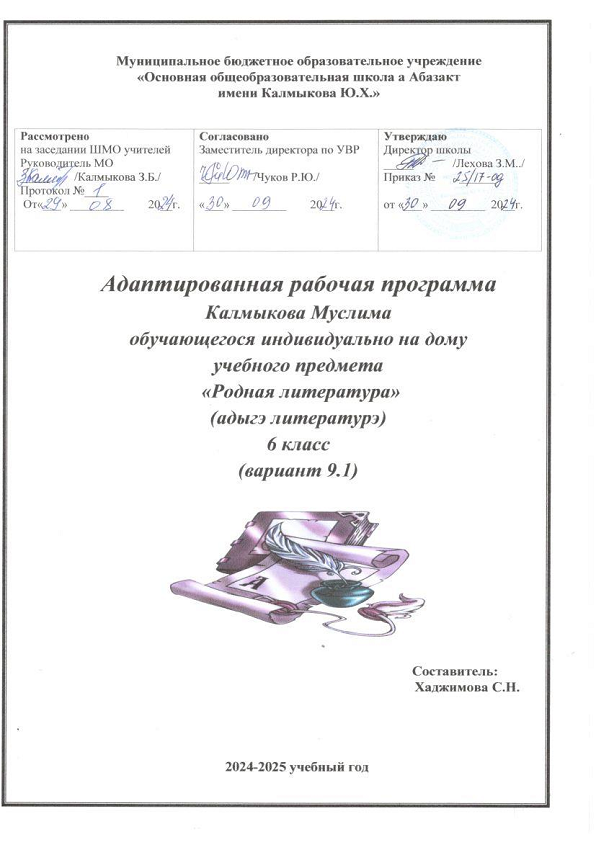 Муниципальное бюджетное образовательное учреждение
«Основная общеобразовательная школа а Абазакт
имени Калмыкова Ю.Х.»
Рассмотрено
на заседании ШМО учителей
Руководитель МО
/Калмыкова З.Б./
Протокол № 1
От«29» 08 2024г.
Согласовано
Заместитель директора по УВР
/Чуков Р.Ю./
«30» 09 2024г.
Утверждаю
Директор школы
/Лехова З.М../
Приказ № 25/17-од
от «30 » 09 2024г.
Адаптированная рабочая программа
Калмыкова Муслима
обучающегося индивидуально на дому
учебного предмета
«Родная литература»
(адыгэ литературэ)
6 класс
(вариант 9.1)
А
Составитель:
Хаджимова С.Н.
2024-2025 учебный год